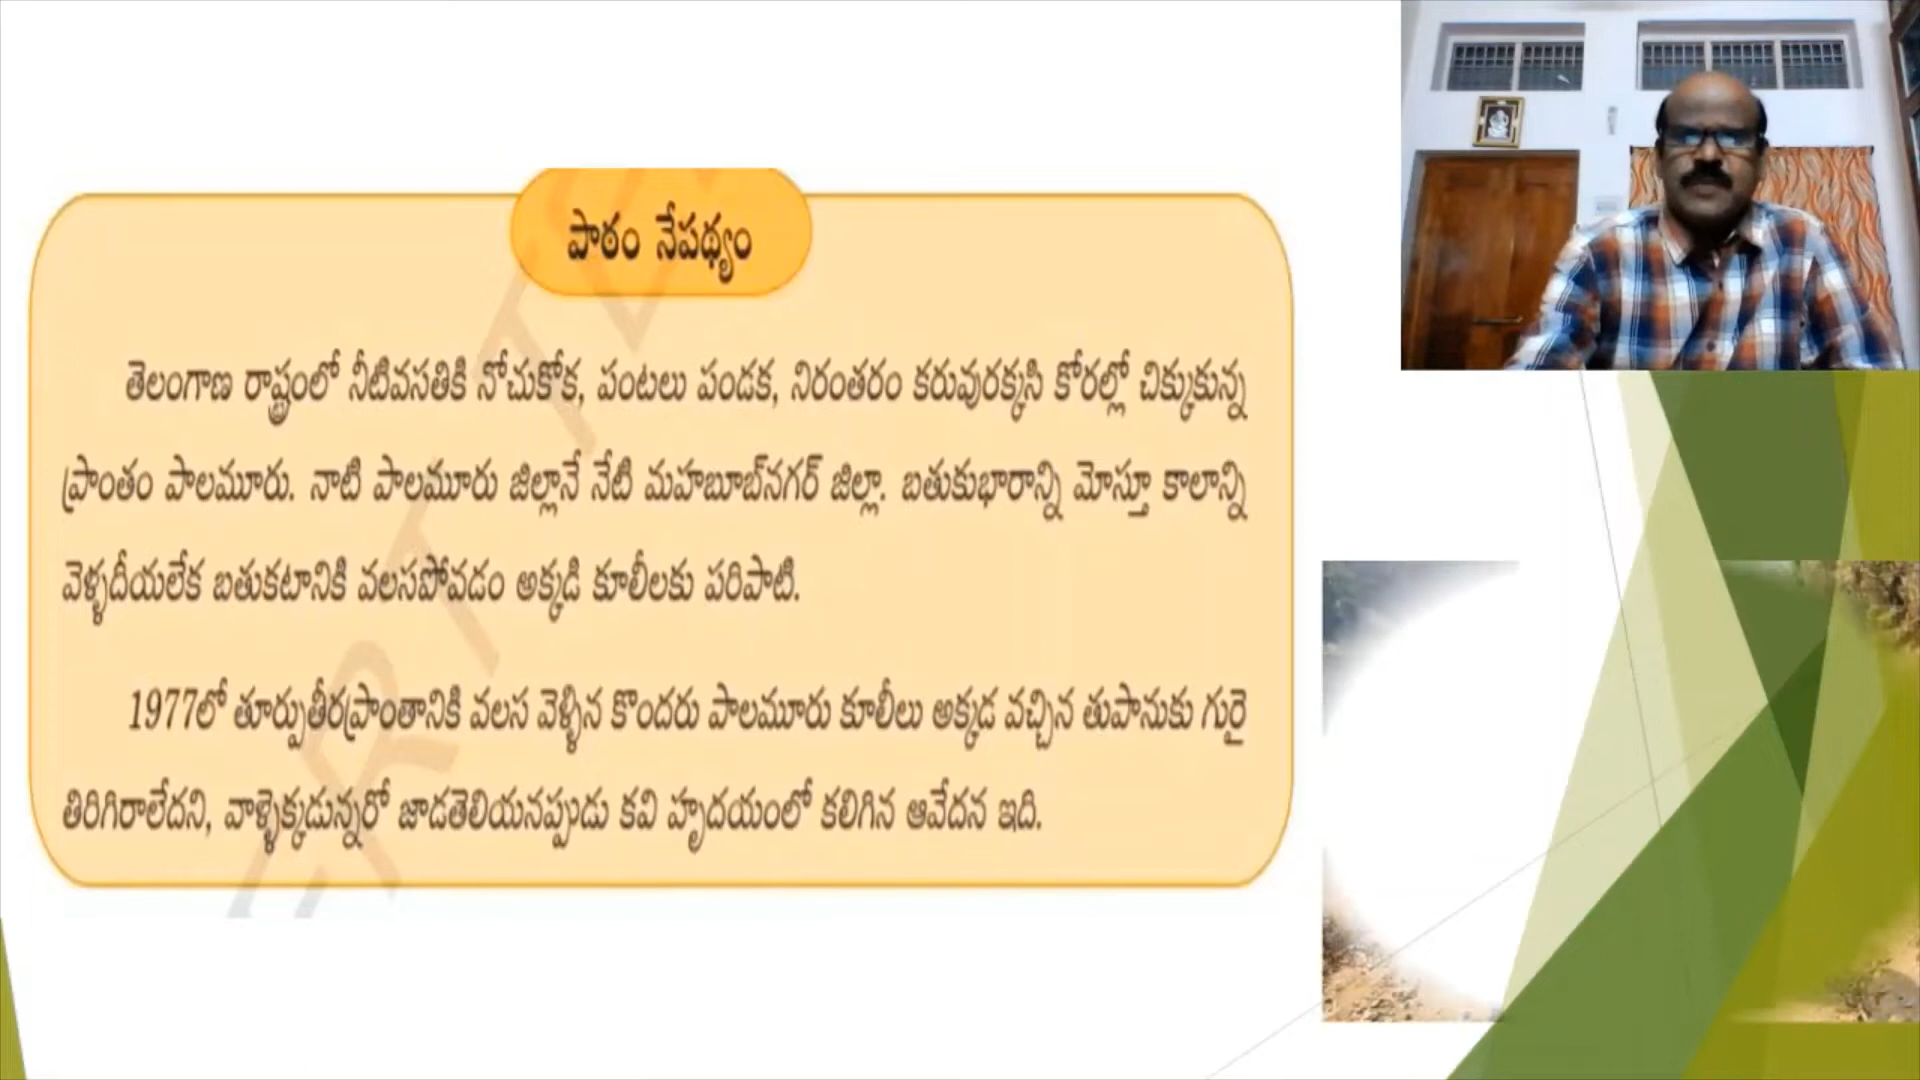 పాఠం నేపథ్యం
తెలంగాణ రాష్ట్రంలో నీటివసతికి నోచుకోక, పంటలు పండక, నిరంతరం కరువురక్కసి కోరల్లో చిక్కుకున్న
ప్రాంతం పాలమూరు. నాటి పాలమూరు జిల్లానే నేటి మహబూబ్‌నగర్ జిల్లా. బతుకుభారాన్ని మోస్తూ కాలాన్ని
వెళ్ళదీయలేక బతుకటానికి వలసపోవడం అక్కడి కూలీలకు పరిపాటి.
1977లో తూర్పుతీరప్రాంతానికి వలస వెళ్ళిన కొందరు పాలమూరు కూలీలు అక్కడ వచ్చిన తుపానుకు గురై
తిరిగిరాలేదని, వాళ్ళెక్కడున్నరో జాడతెలియనప్పుడు కవి హృదయంలో కలిగిన ఆవేదన ఇది.